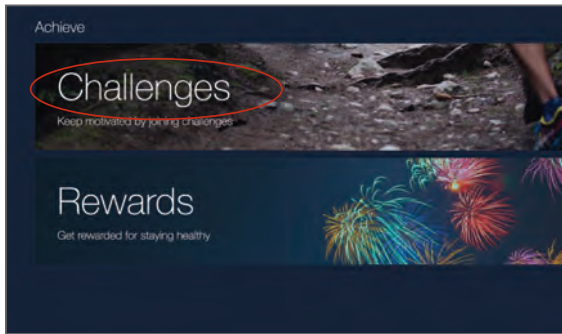 Achieve
Challenges
Keep motivated by joining challenges
Rewards
Get rewarded for staying healthy